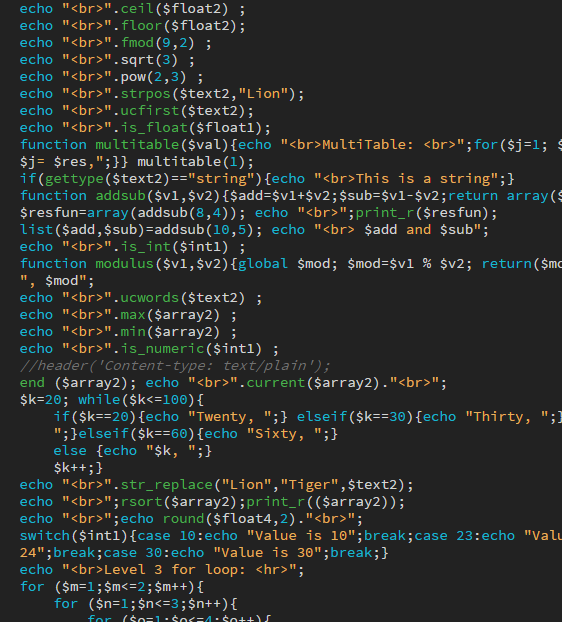 echo "<br>".ceil($float2) ;
echo "<br>".floor($float2);
echo "<br>".fmod(9,2) ;
echo "<br>".sqrt(3) ;
echo "<br>".pow(2,3) ;
echo "<br>".strpos($text2,"Lion");
echo "<br>".ucfirst($text2);
echo "<br>".is_float($float1);
function multitable($val){echo "<br>MultiTable: <br>";for($j=1; $
$j= $res,";}} multitable(1);
if(gettype($text2)=="string"){echo "<br>This is a string";}
function addsub($v1,$v2){$add=$v1+$v2;$sub=$v1-$v2;return array($
$resfun=array(addsub(8,4)); echo "<br>";print_r($resfun);
list($add,$sub)=addsub(10,5); echo "<br> $add and $sub";
echo "<br>".is_int($int1) ;
function modulus($v1,$v2){global $mod; $mod=$v1 % $v2; return($mo
", $mod";
echo "<br>".ucwords($text2) ;
echo "<br>".max($array2) ;
echo "<br>".min($array2) ;
echo "<br>".is_numeric($int1) ;
//header('Content-type: text/plain');
end ($array2); echo "<br>".current($array2)."<br>";
$k=20; while($k<=100){
if($k==20){echo "Twenty, ";} elseif($k==30){echo "Thirty, ";}
";}elseif($k==60){echo "Sixty, ";}
else {echo "$k, ";}
$k++;}
echo "<br>".str_replace("Lion","Tiger",$text2);
echo "<br>";rsort($array2);print_r(($array2));
echo "<br>";echo round($float4,2)."<br>";
switch($int1){case 10:echo "Value is 10";break;case 23:echo "Valu
24";break;case 30:echo "Value is 30";break;}
echo "<br>Level 3 for loop: <hr>";
for ($m=1;$m<=2;$m++){
for ($n=1;$n<=3;$n++){
for ($o=1;$o<=4;$o++){